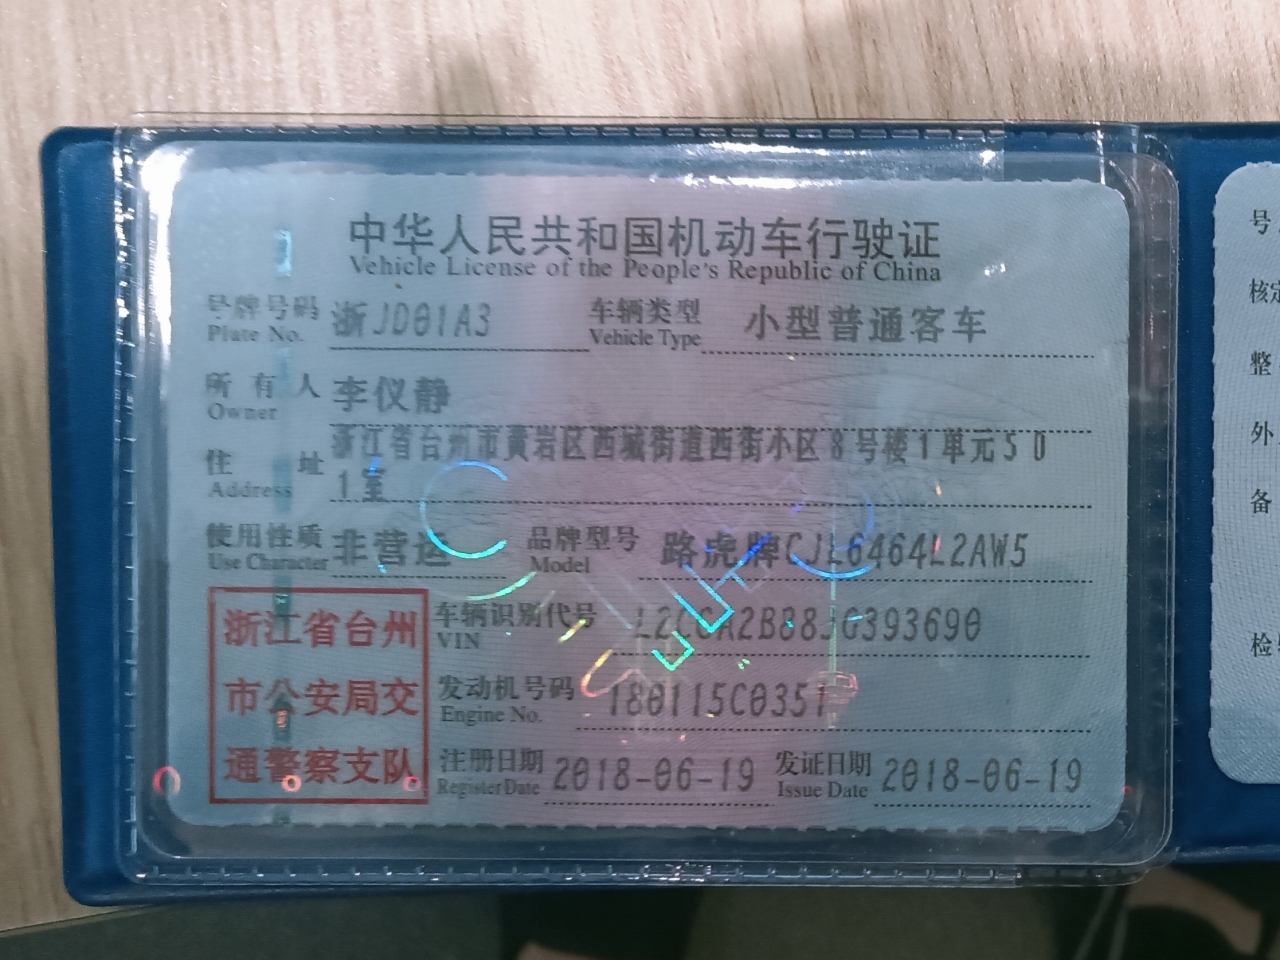 中华人民共和国机动车行驶证
Vehicle License of the People's Republic of China
号牌号码 浙JD01A3 车辆类型 小型普通客车
Plate No. Vehicle Type
所有人 李仪静
Owner
住址 浙江省台州市黄岩区西城街道西街小区8号楼1单元50
Address 1室
使用性质 非营运 品牌型号 路虎牌CJL6464L2AW5
Use Character Model
浙江省台州
市公安局交
通警察支队
车辆识别代号
VIN
发动机号码 180115C0351
Engine No.
注册日期 2018-06-19 发证日期 2018-06-19
Register Date Issue Date
号
核定
整
外
备
检